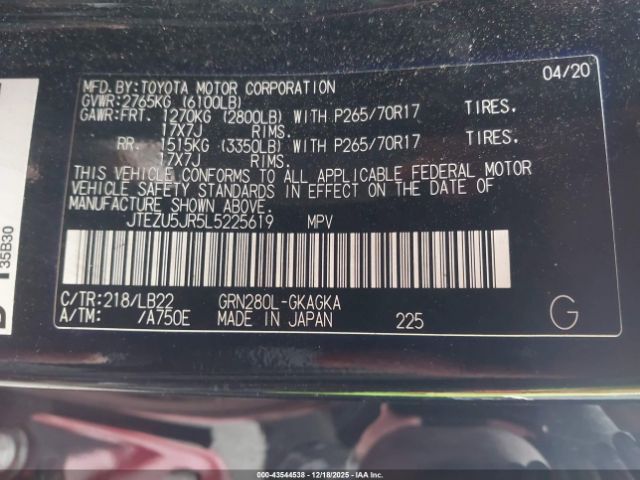 MFD.BY:TOYOTA MOTOR CORPORATION 04/20
GVWR:2765KG (6100LB)
GAWR:FRT. 1270KG (2800LB) WITH P265/70R17 TIRES.
17X7J RIMS.
RR. 1515KG (3350LB) WITH P265/70R17 TIRES.
17X7J RIMS.
THIS VEHICLE CONFORMS TO ALL APPLICABLE FEDERAL MOTOR
VEHICLE SAFETY STANDARDS IN EFFECT ON THE DATE OF
MANUFACTURE SHOWN ABOVE.
JTEZU5JR5L5225619 MPV
C/TR:218/LB22 GRN280L-GKAGKA
A/TM: /A750E MADE IN JAPAN 225 G
35B30
000-43544538 - 12/18/2025 - IAAI.com